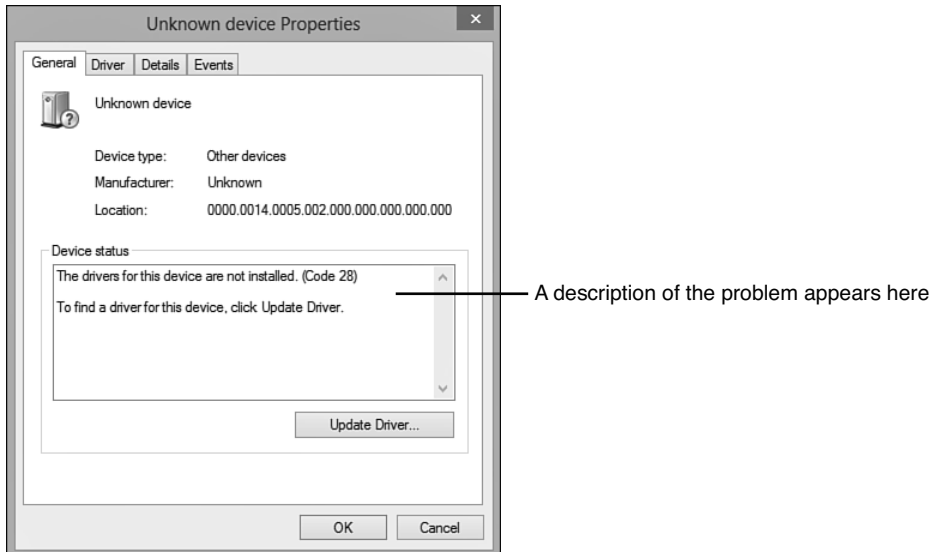 Unknown device Properties
×
General Driver Details Events
Unknown device
Device type: Other devices
Manufacturer: Unknown
Location: 0000.0014.0005.002.000.000.000.000.000
Device status
The drivers for this device are not installed. (Code 28)
To find a driver for this device, click Update Driver.
A description of the problem appears here
Update Driver...
OK Cancel